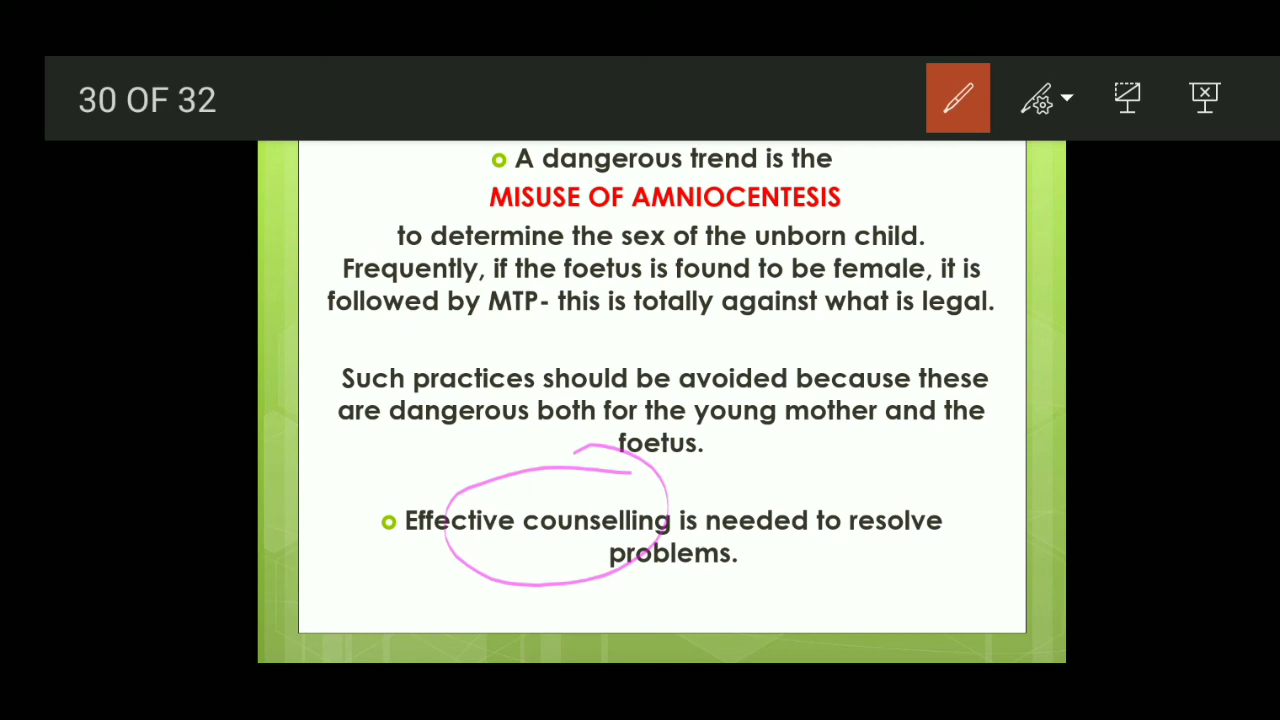 30 OF 32
A dangerous trend is the
MISUSE OF AMNIOCENTESIS
to determine the sex of the unborn child.
Frequently, if the foetus is found to be female, it is
followed by MTP- this is totally against what is legal.
Such practices should be avoided because these
are dangerous both for the young mother and the
foetus.
Effective counselling is needed to resolve
problems.